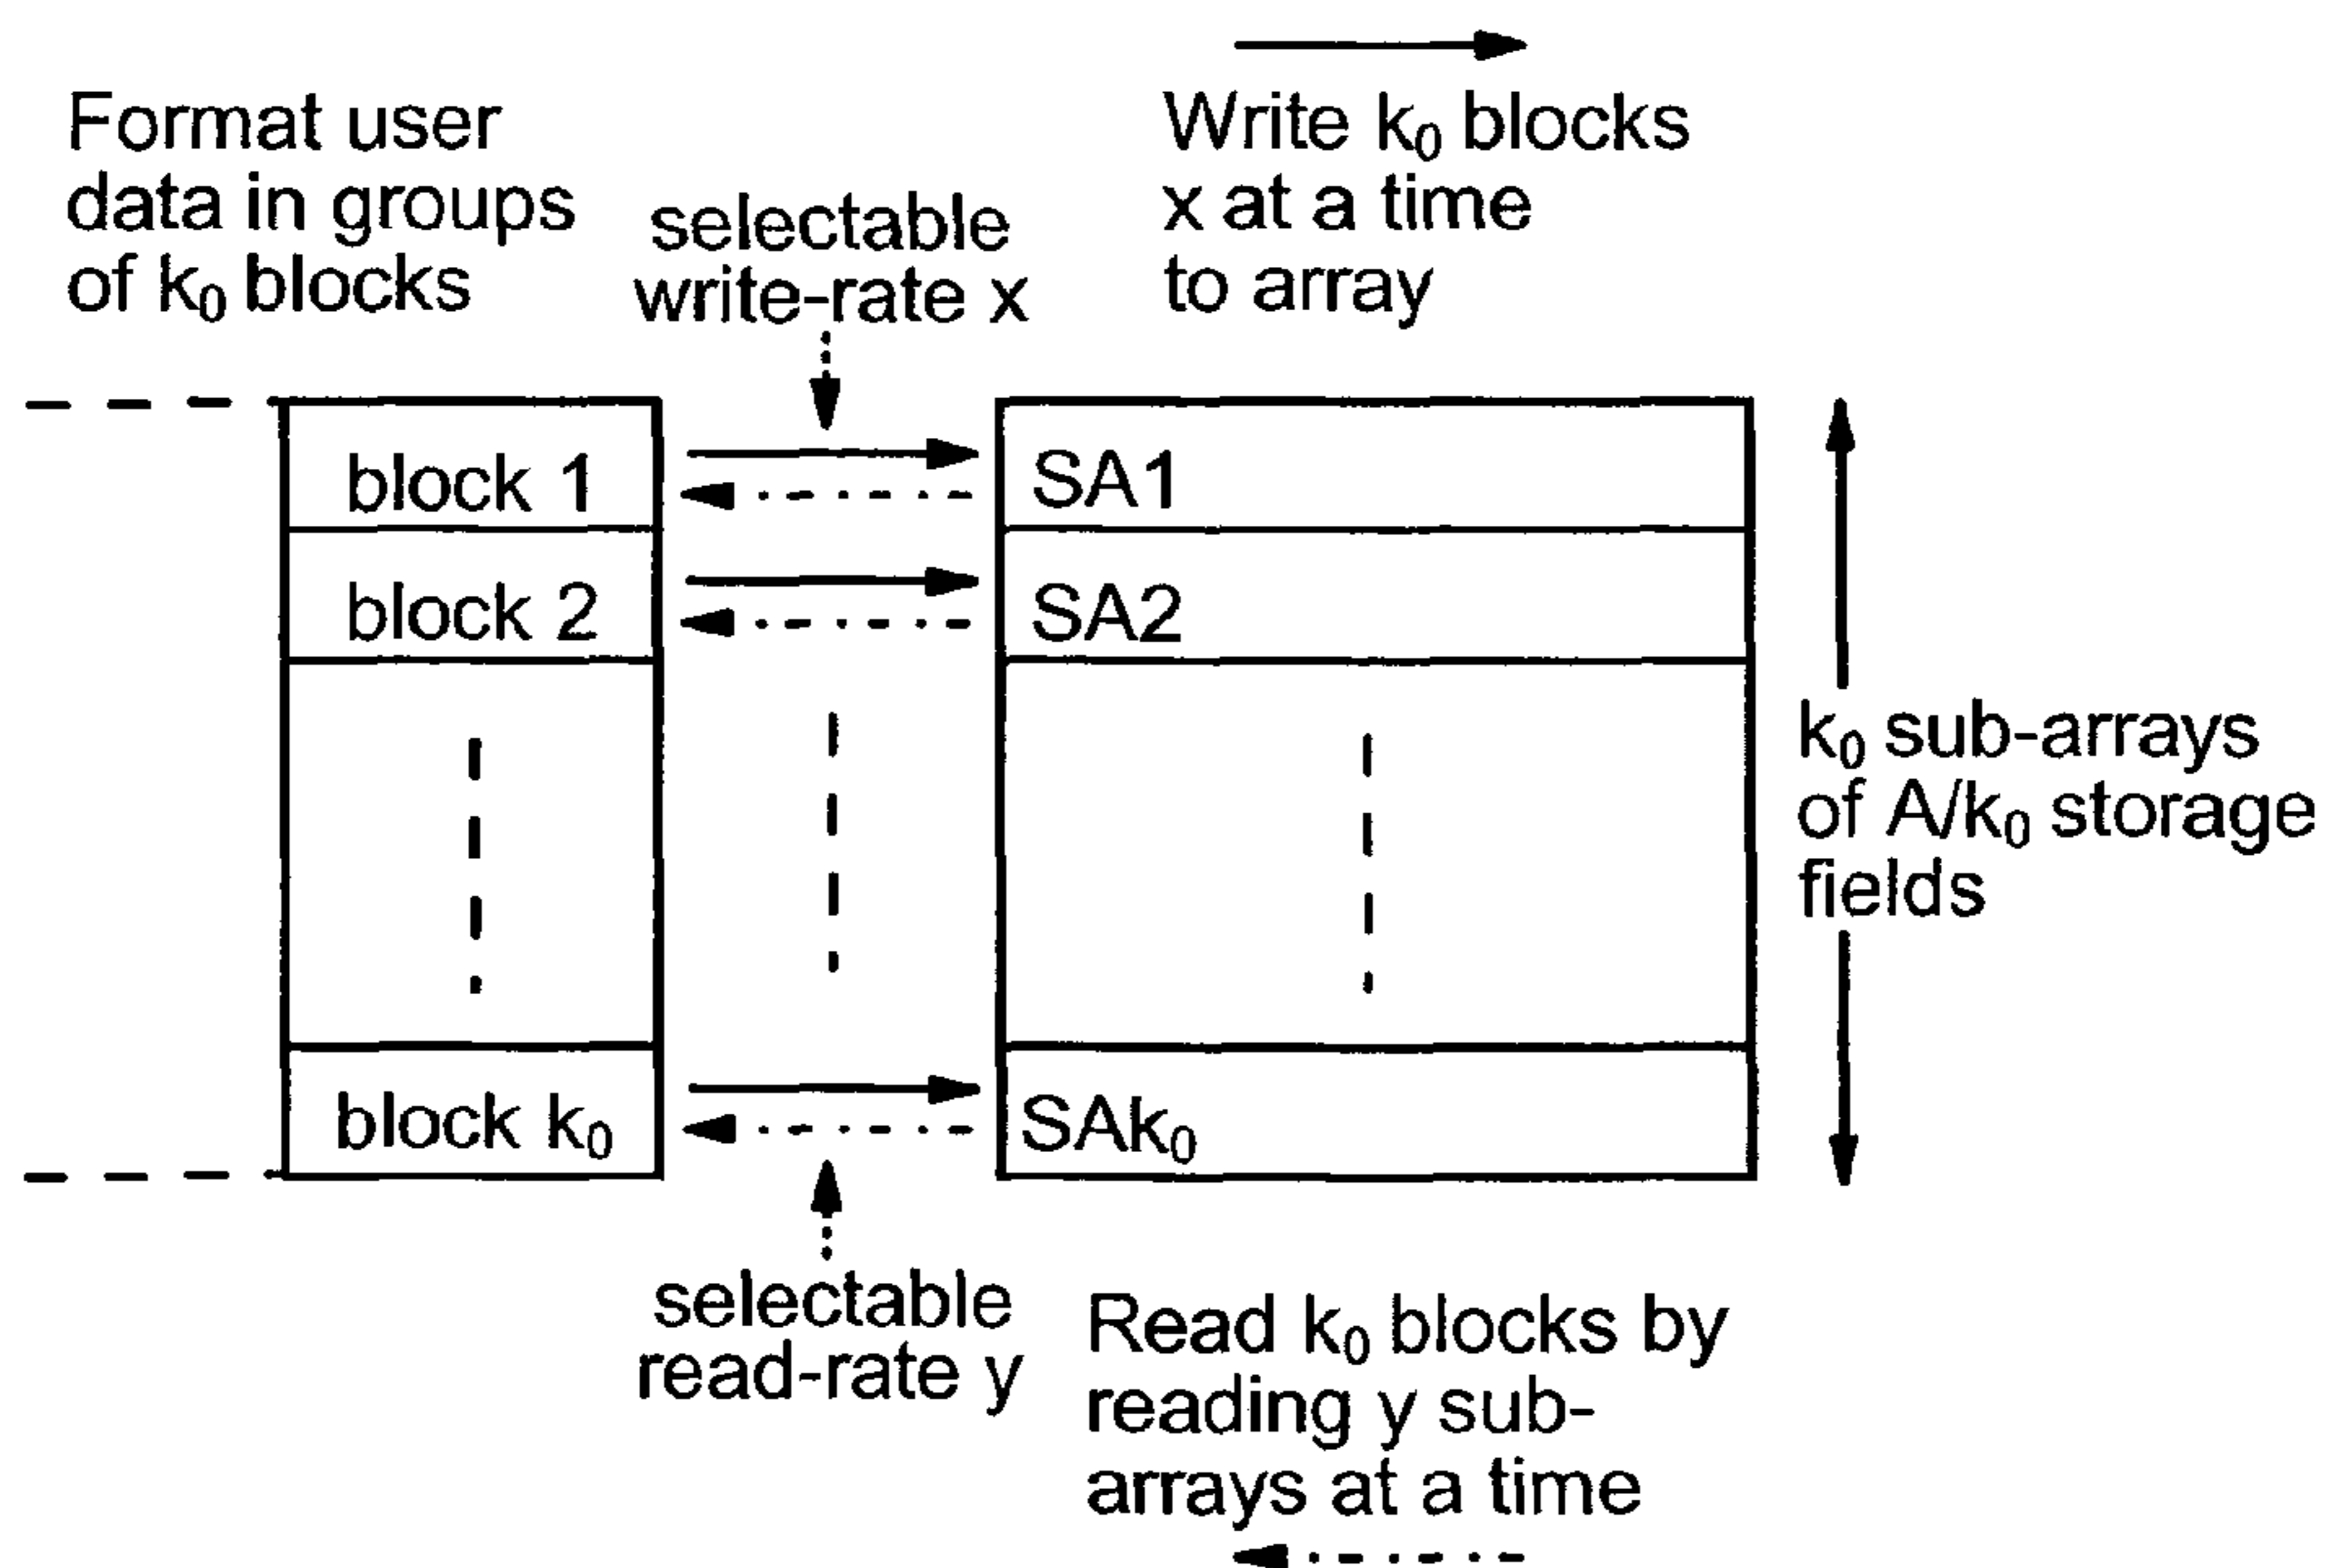 Format user
data in groups
of k₀ blocks
selectable
write-rate x
Write k₀ blocks
x at a time
to array
block 1
SA1
block 2
SA2
block k₀
SAk₀
k₀ sub-arrays
of A/k₀ storage
fields
selectable
read-rate y
Read k₀ blocks by
reading y sub-
arrays at a time